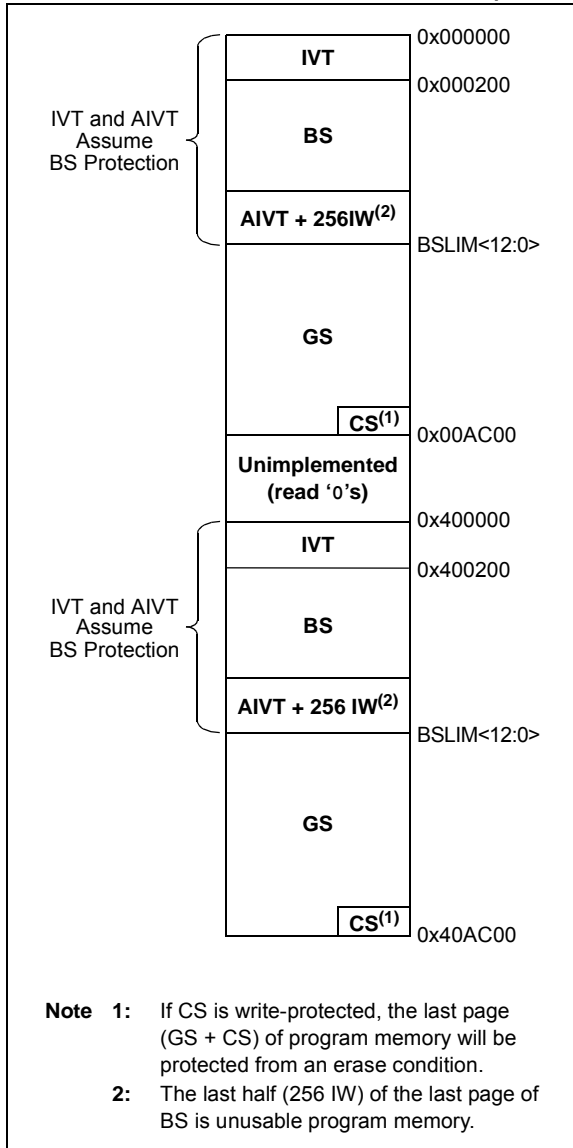 0x000000
IVT
0x000200
IVT and AIVT
Assume
BS Protection
BS
AIVT + 256IW(2)
BSLIM<12:0>
GS
CS(1)
0x00AC00
Unimplemented
(read ‘0’s)
0x400000
IVT
0x400200
IVT and AIVT
Assume
BS Protection
BS
AIVT + 256 IW(2)
BSLIM<12:0>
GS
CS(1)
0x40AC00
Note 1: If CS is write-protected, the last page
(GS + CS) of program memory will be
protected from an erase condition.
2: The last half (256 IW) of the last page of
BS is unusable program memory.